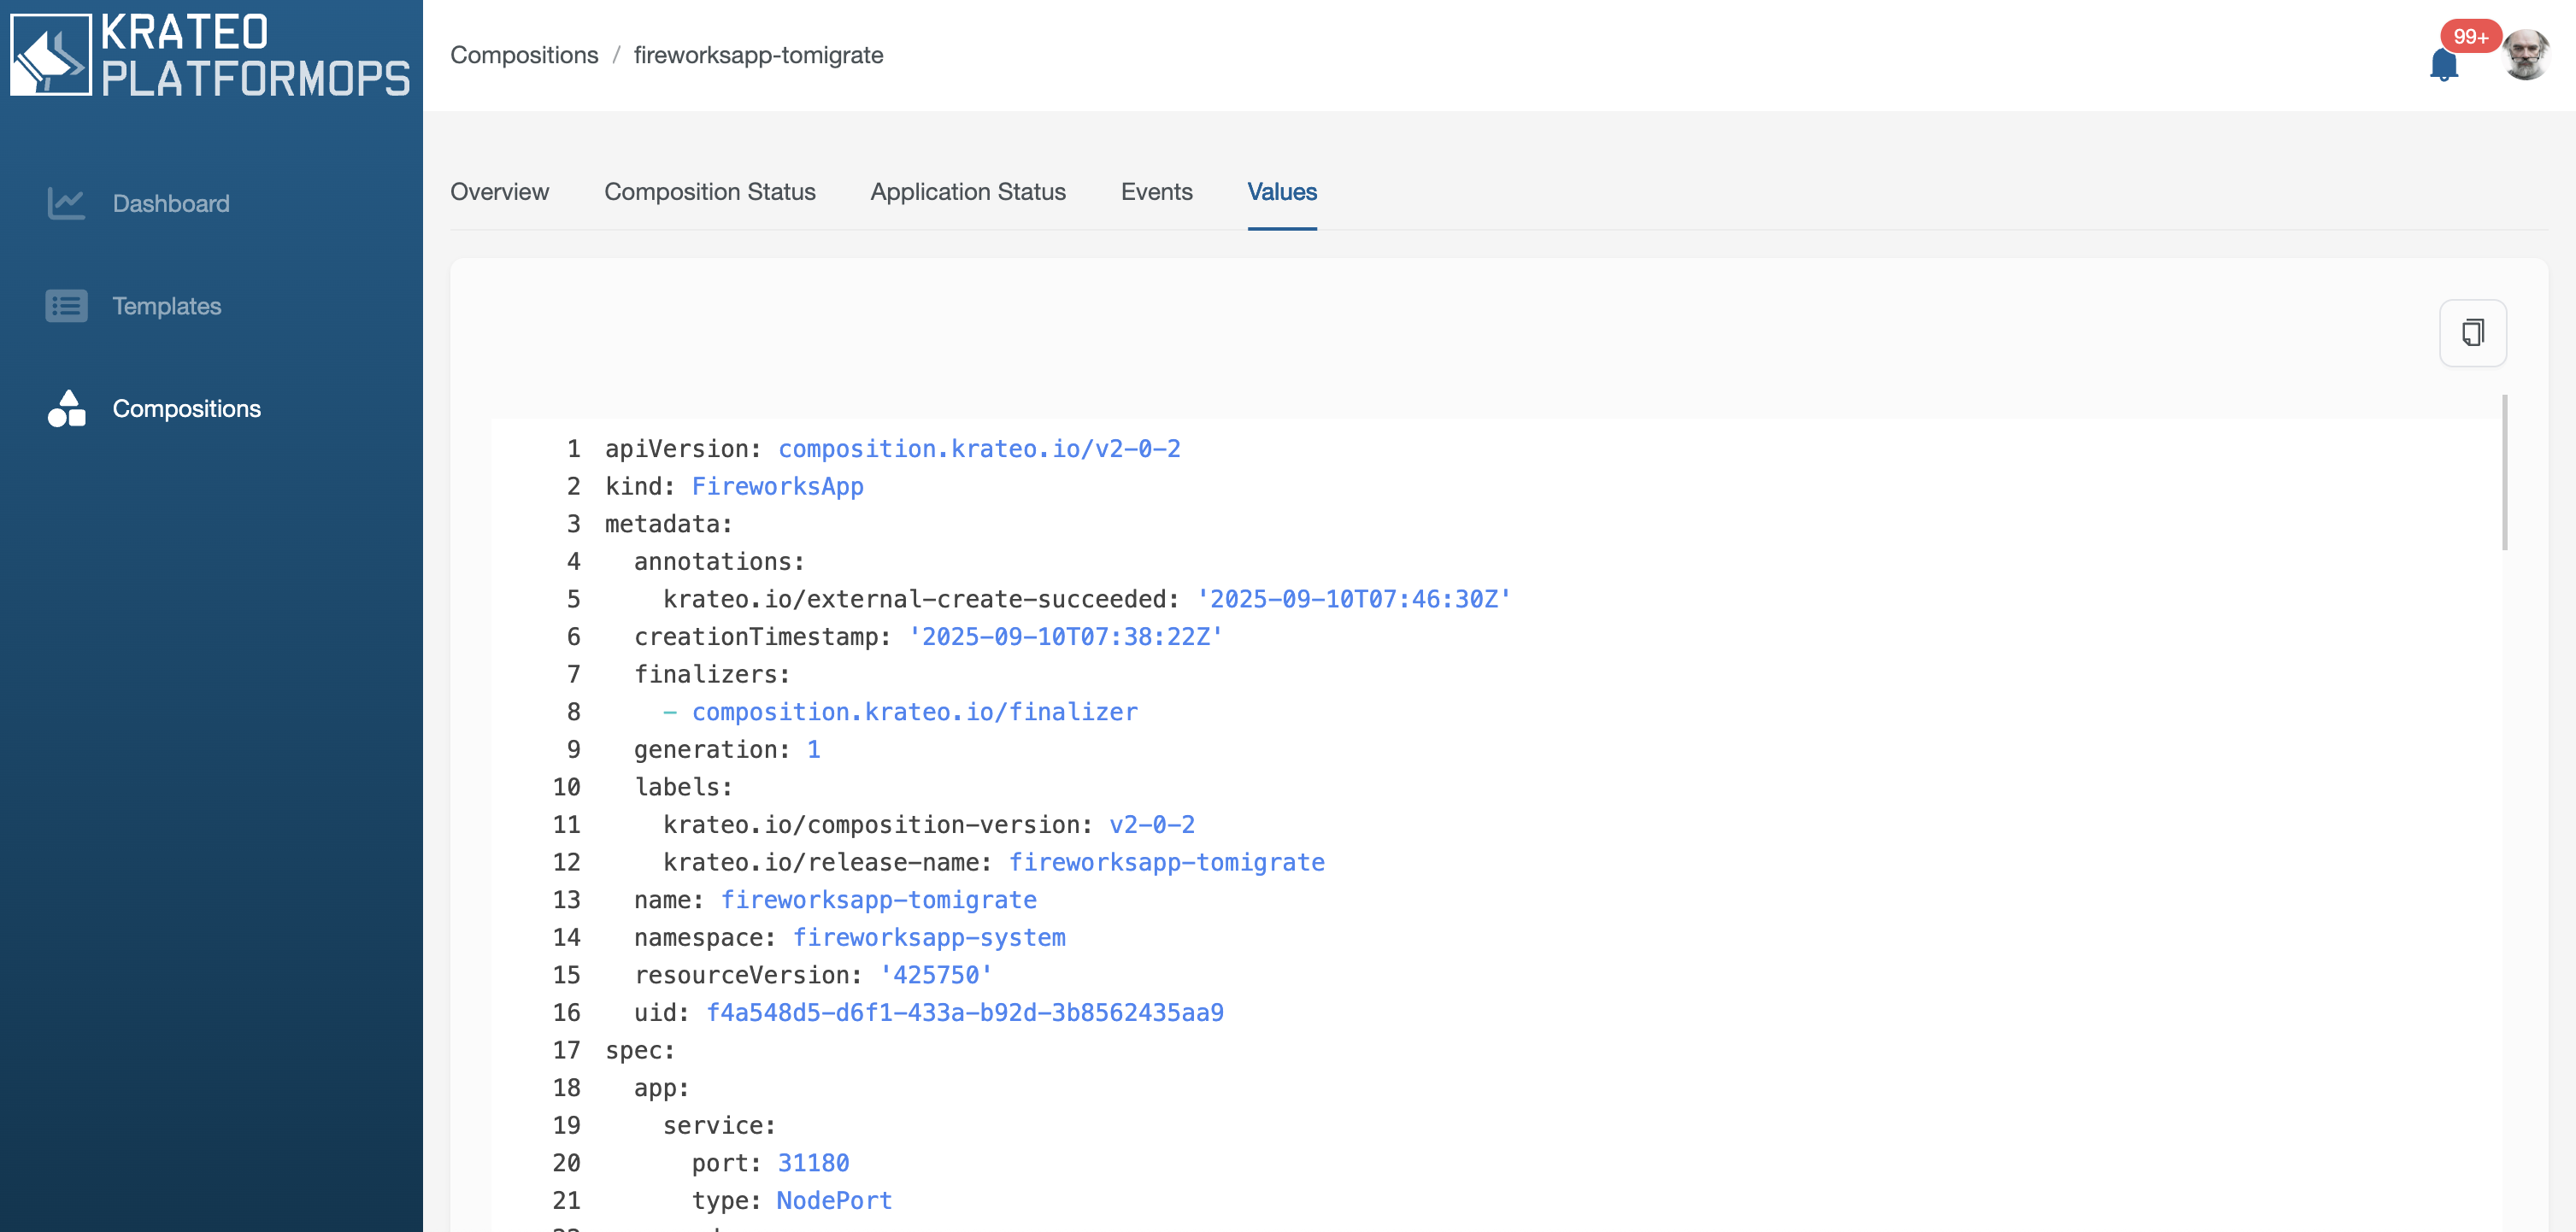 KRATEO
PLATFORMOPS
Compositions / fireworksapp-tomigrate
99+
Dashboard
Templates
Compositions
Overview Composition Status Application Status Events Values
1 apiVersion: composition.krateo.io/v2-0-2
2 kind: FireworksApp
3 metadata:
4   annotations:
5     krateo.io/external-create-succeeded: '2025-09-10T07:46:30Z'
6   creationTimestamp: '2025-09-10T07:38:22Z'
7   finalizers:
8     - composition.krateo.io/finalizer
9   generation: 1
10   labels:
11     krateo.io/composition-version: v2-0-2
12     krateo.io/release-name: fireworksapp-tomigrate
13   name: fireworksapp-tomigrate
14   namespace: fireworksapp-system
15   resourceVersion: '425750'
16   uid: f4a548d5-d6f1-433a-b92d-3b8562435aa9
17 spec:
18   app:
19     service:
20       port: 31180
21       type: NodePort